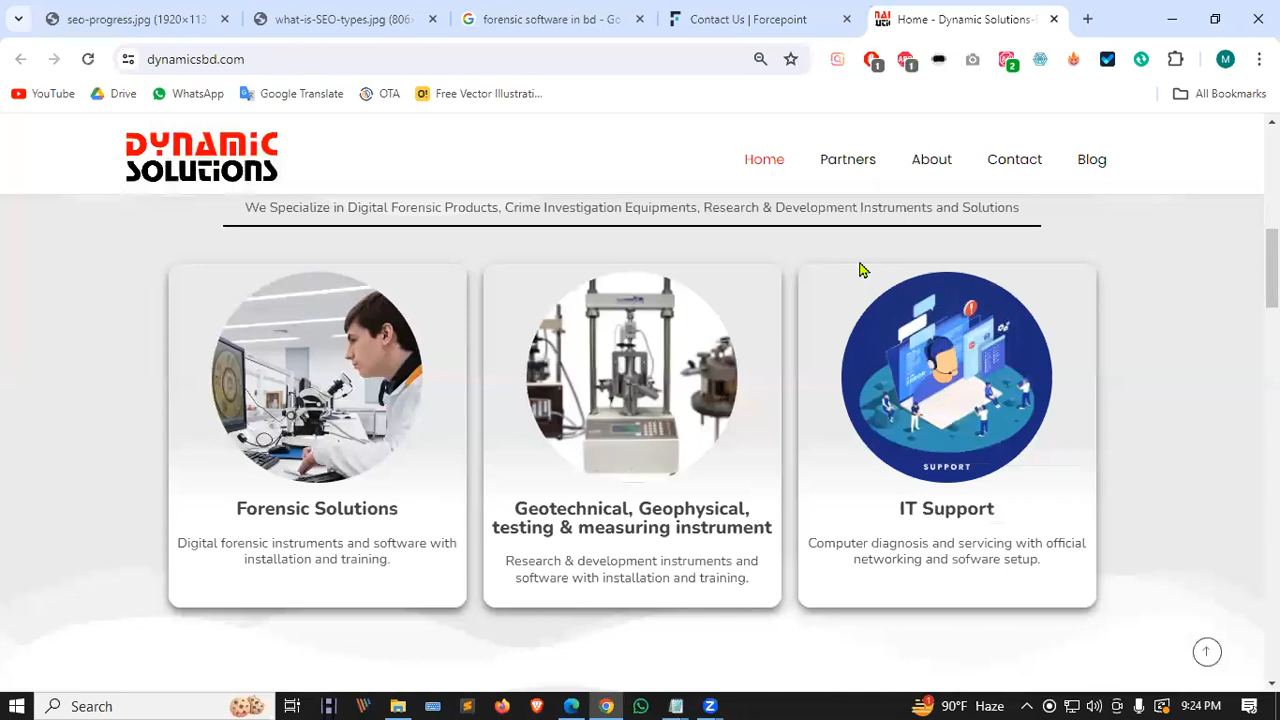 seo-progress.jpg (1920×113
what-is-SEO-types.jpg (806×
forensic software in bd - Go
Contact Us | Forcepoint
Home - Dynamic Solutions-
dynamicsbd.com
1
1
2
M
YouTube
Drive
WhatsApp
Google Translate
OTA
Free Vector Illustrati...
All Bookmarks
DYNAMIC
SOLUTIONS
Home
Partners
About
Contact
Blog
We Specialize in Digital Forensic Products, Crime Investigation Equipments, Research & Development Instruments and Solutions
SUPPORT
Forensic Solutions
Digital forensic instruments and software with
installation and training.
Geotechnical, Geophysical,
testing & measuring instrument
Research & development instruments and
software with installation and training.
IT Support
Computer diagnosis and servicing with official
networking and sofware setup.
Search
90°F Haze
9:24 PM